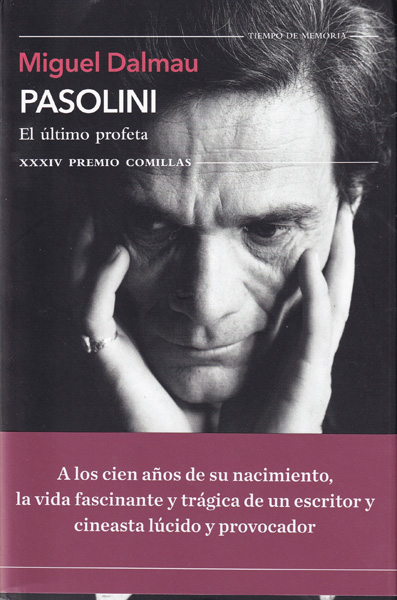 TIEMPO DE MEMORIA
Miguel Dalmau
PASOLINI
El último profeta
XXXIV PREMIO COMILLAS
A los cien años de su nacimiento,
la vida fascinante y trágica de un escritor y
cineasta lúcido y provocador